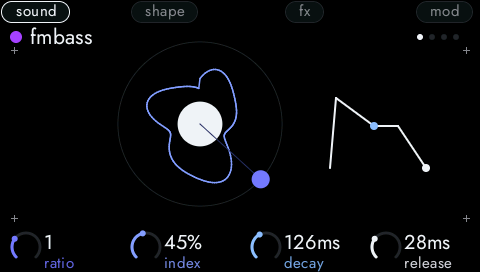 sound shape fx mod
fmbass
1 45% 126ms 28ms
ratio index decay release